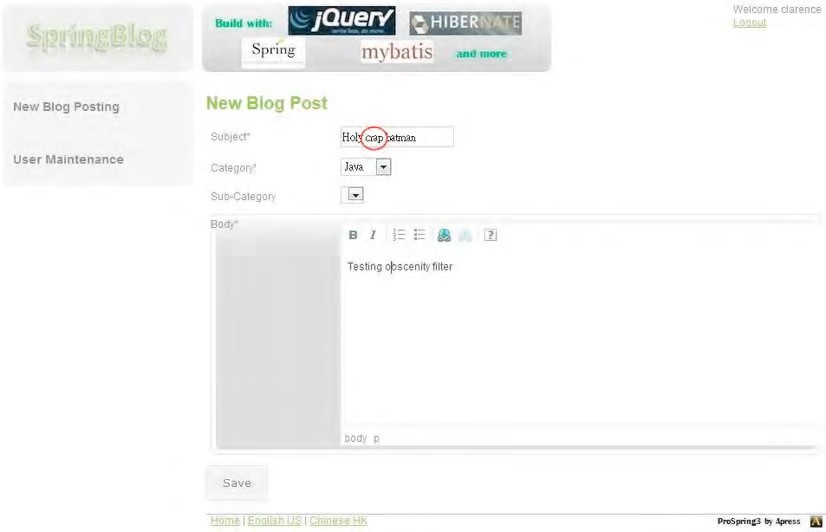 SpringBlog
Build with: jQuery write less, do more. HIBERNATE
Spring mybatis and more
Welcome clarence
Logout
New Blog Posting
User Maintenance
New Blog Post
Subject* Holy crap batman
Category* Java
Sub-Category
Body*
B I ?
Testing obscenity filter
body p
Save
Home | English US | Chinese HK
ProSpring3 by Apress A